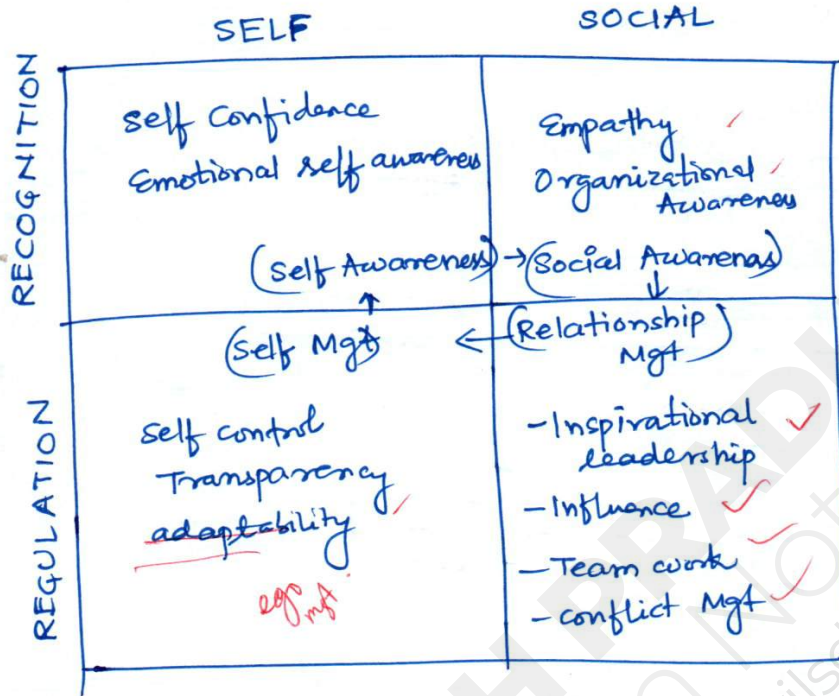 SELF
SOCIAL
RECOGNITION
Self Confidence
Emotional self awareness
Empathy
Organizational
Awareness
(Self Awareness) → (Social Awareness)
↑
↓
(Self Mgt)
← (Relationship
Mgt)
REGULATION
Self control
Transparency
adaptability
ego
mgt
- Inspirational
leadership
- Influence
- Team work
- conflict Mgt